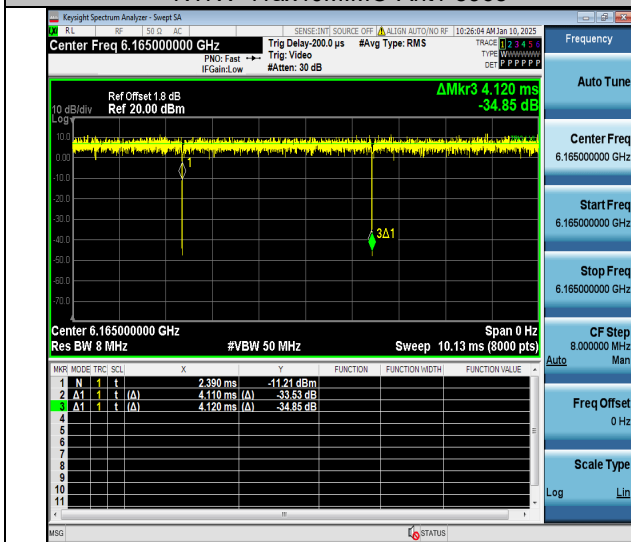 Keysight Spectrum Analyzer - Swept SA
RL RF 50 Ω AC SENSE:INT SOURCE OFF ALIGN AUTO/NO RF 10:26:04 AM Jan 10, 2025
Center Freq 6.165000000 GHz
PNO: Fast
IFGain:Low
Trig Delay-200.0 µs
Trig: Video
#Atten: 30 dB
#Avg Type: RMS
TRACE 1 2 3 4 5 6
TYPE WWWWWW
DET P P P P P P
ΔMkr3 4.120 ms
-34.85 dB
Ref Offset 1.8 dB
Ref 20.00 dBm
10 dB/div
Log
10.0
0.00
-10.0
-20.0
-30.0
-40.0
-50.0
-60.0
-70.0
1
3Δ1
Center 6.165000000 GHz Span 0 Hz
Res BW 8 MHz #VBW 50 MHz Sweep 10.13 ms (8000 pts)
MKR MODE TRC SCL X Y FUNCTION FUNCTION WIDTH FUNCTION VALUE
1 N 1 t 2.390 ms -11.21 dBm
2 Δ1 1 t (Δ) 4.110 ms (Δ) -33.53 dB
3 Δ1 1 t (Δ) 4.120 ms (Δ) -34.85 dB
4
5
6
7
8
9
10
11
MSG STATUS
Frequency
Auto Tune
Center Freq
6.165000000 GHz
Start Freq
6.165000000 GHz
Stop Freq
6.165000000 GHz
CF Step
8.000000 MHz
Auto Man
Freq Offset
0 Hz
Scale Type
Log Lin